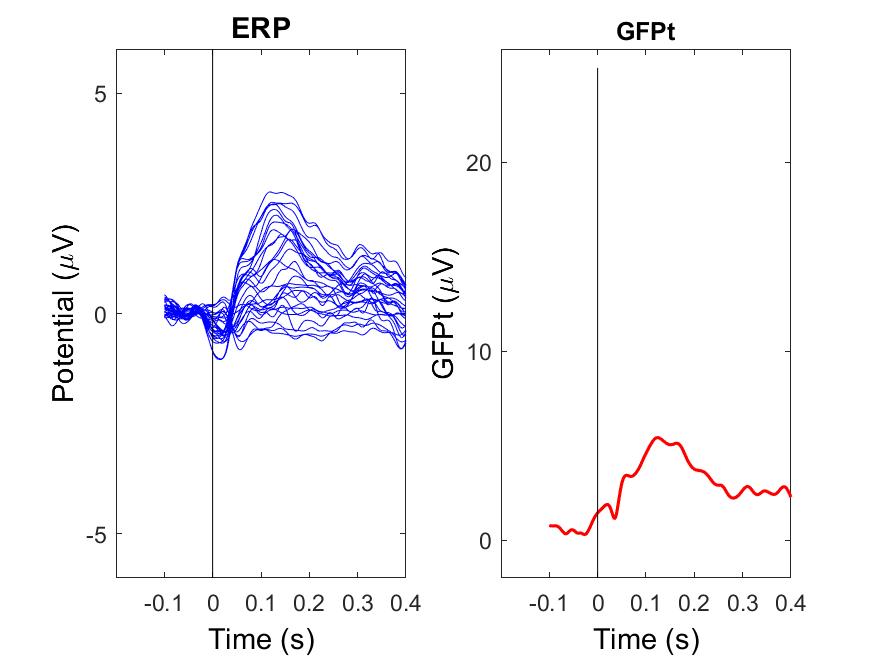 ERP
Potential (μV)
5
0
-5
-0.1 0 0.1 0.2 0.3 0.4
Time (s)
GFPt
GFPt (μV)
20
10
0
-0.1 0 0.1 0.2 0.3 0.4
Time (s)